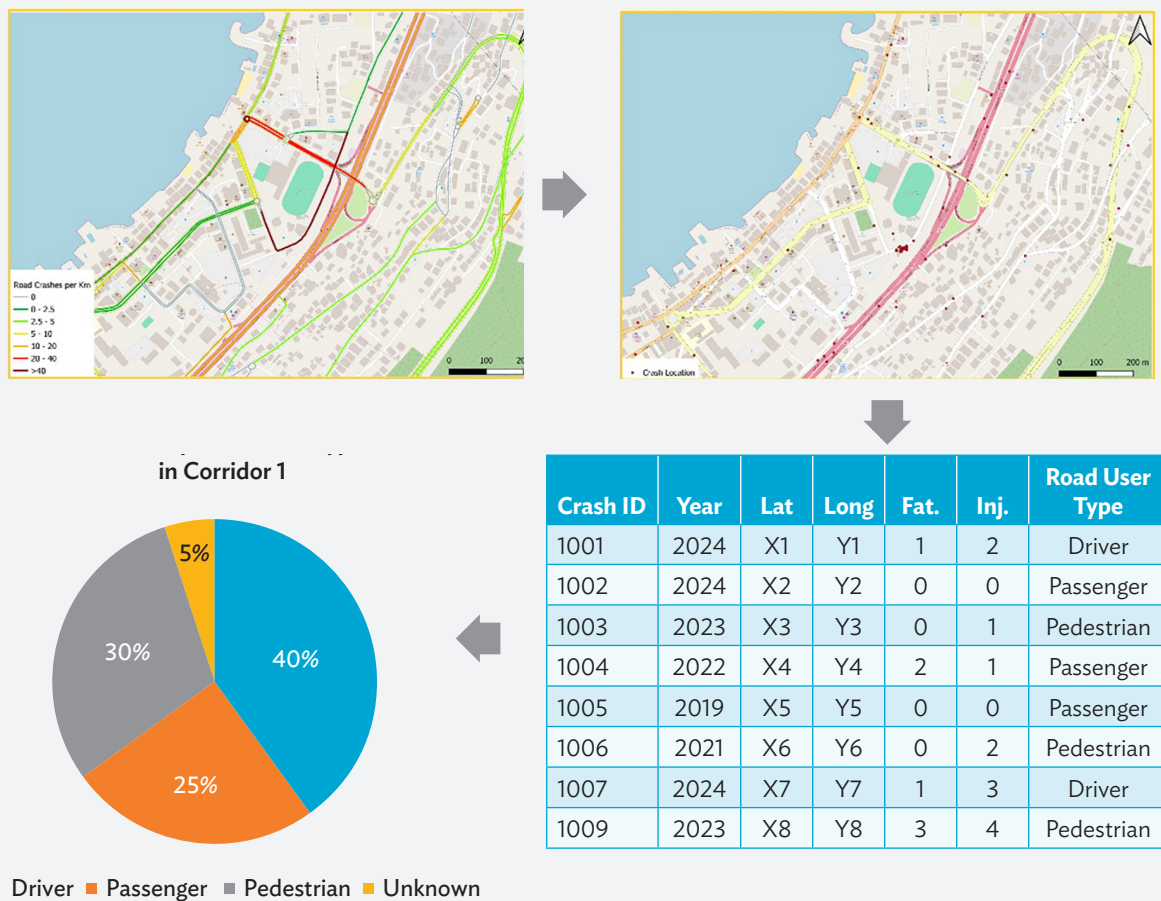 Road Crashes per Km
0
0 - 2.5
2.5 - 5
5 - 10
10 - 20
20 - 40
>40
0 100
Crash Location
0 100 200 m
in Corridor 1
5%
30%
40%
25%
Driver Passenger Pedestrian Unknown
Crash ID Year Lat Long Fat. Inj. Road User Type
1001 2024 X1 Y1 1 2 Driver
1002 2024 X2 Y2 0 0 Passenger
1003 2023 X3 Y3 0 1 Pedestrian
1004 2022 X4 Y4 2 1 Passenger
1005 2019 X5 Y5 0 0 Passenger
1006 2021 X6 Y6 0 2 Pedestrian
1007 2024 X7 Y7 1 3 Driver
1009 2023 X8 Y8 3 4 Pedestrian